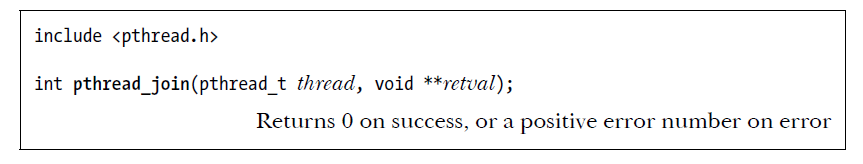 include <pthread.h>
int pthread_join(pthread_t thread, void **retval);
Returns 0 on success, or a positive error number on error